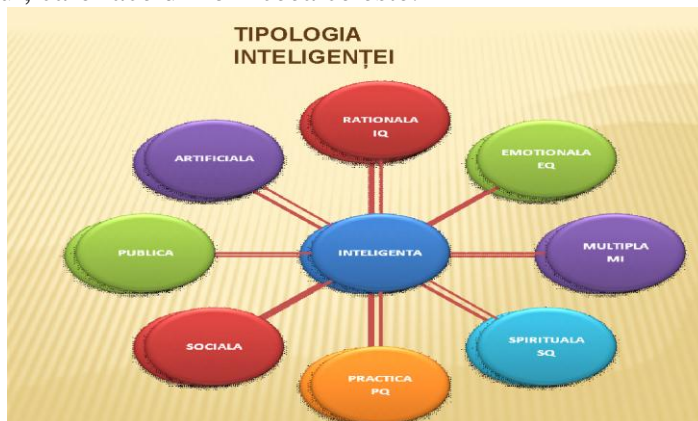 TIPOLOGIA
INTELIGENȚEI
RATIONALA
IQ
EMOTIONALA
EQ
MULTIPLA
MI
SPIRITUALA
SQ
PRACTICA
PQ
SOCIALA
PUBLICA
ARTIFICIALA
INTELIGENTA